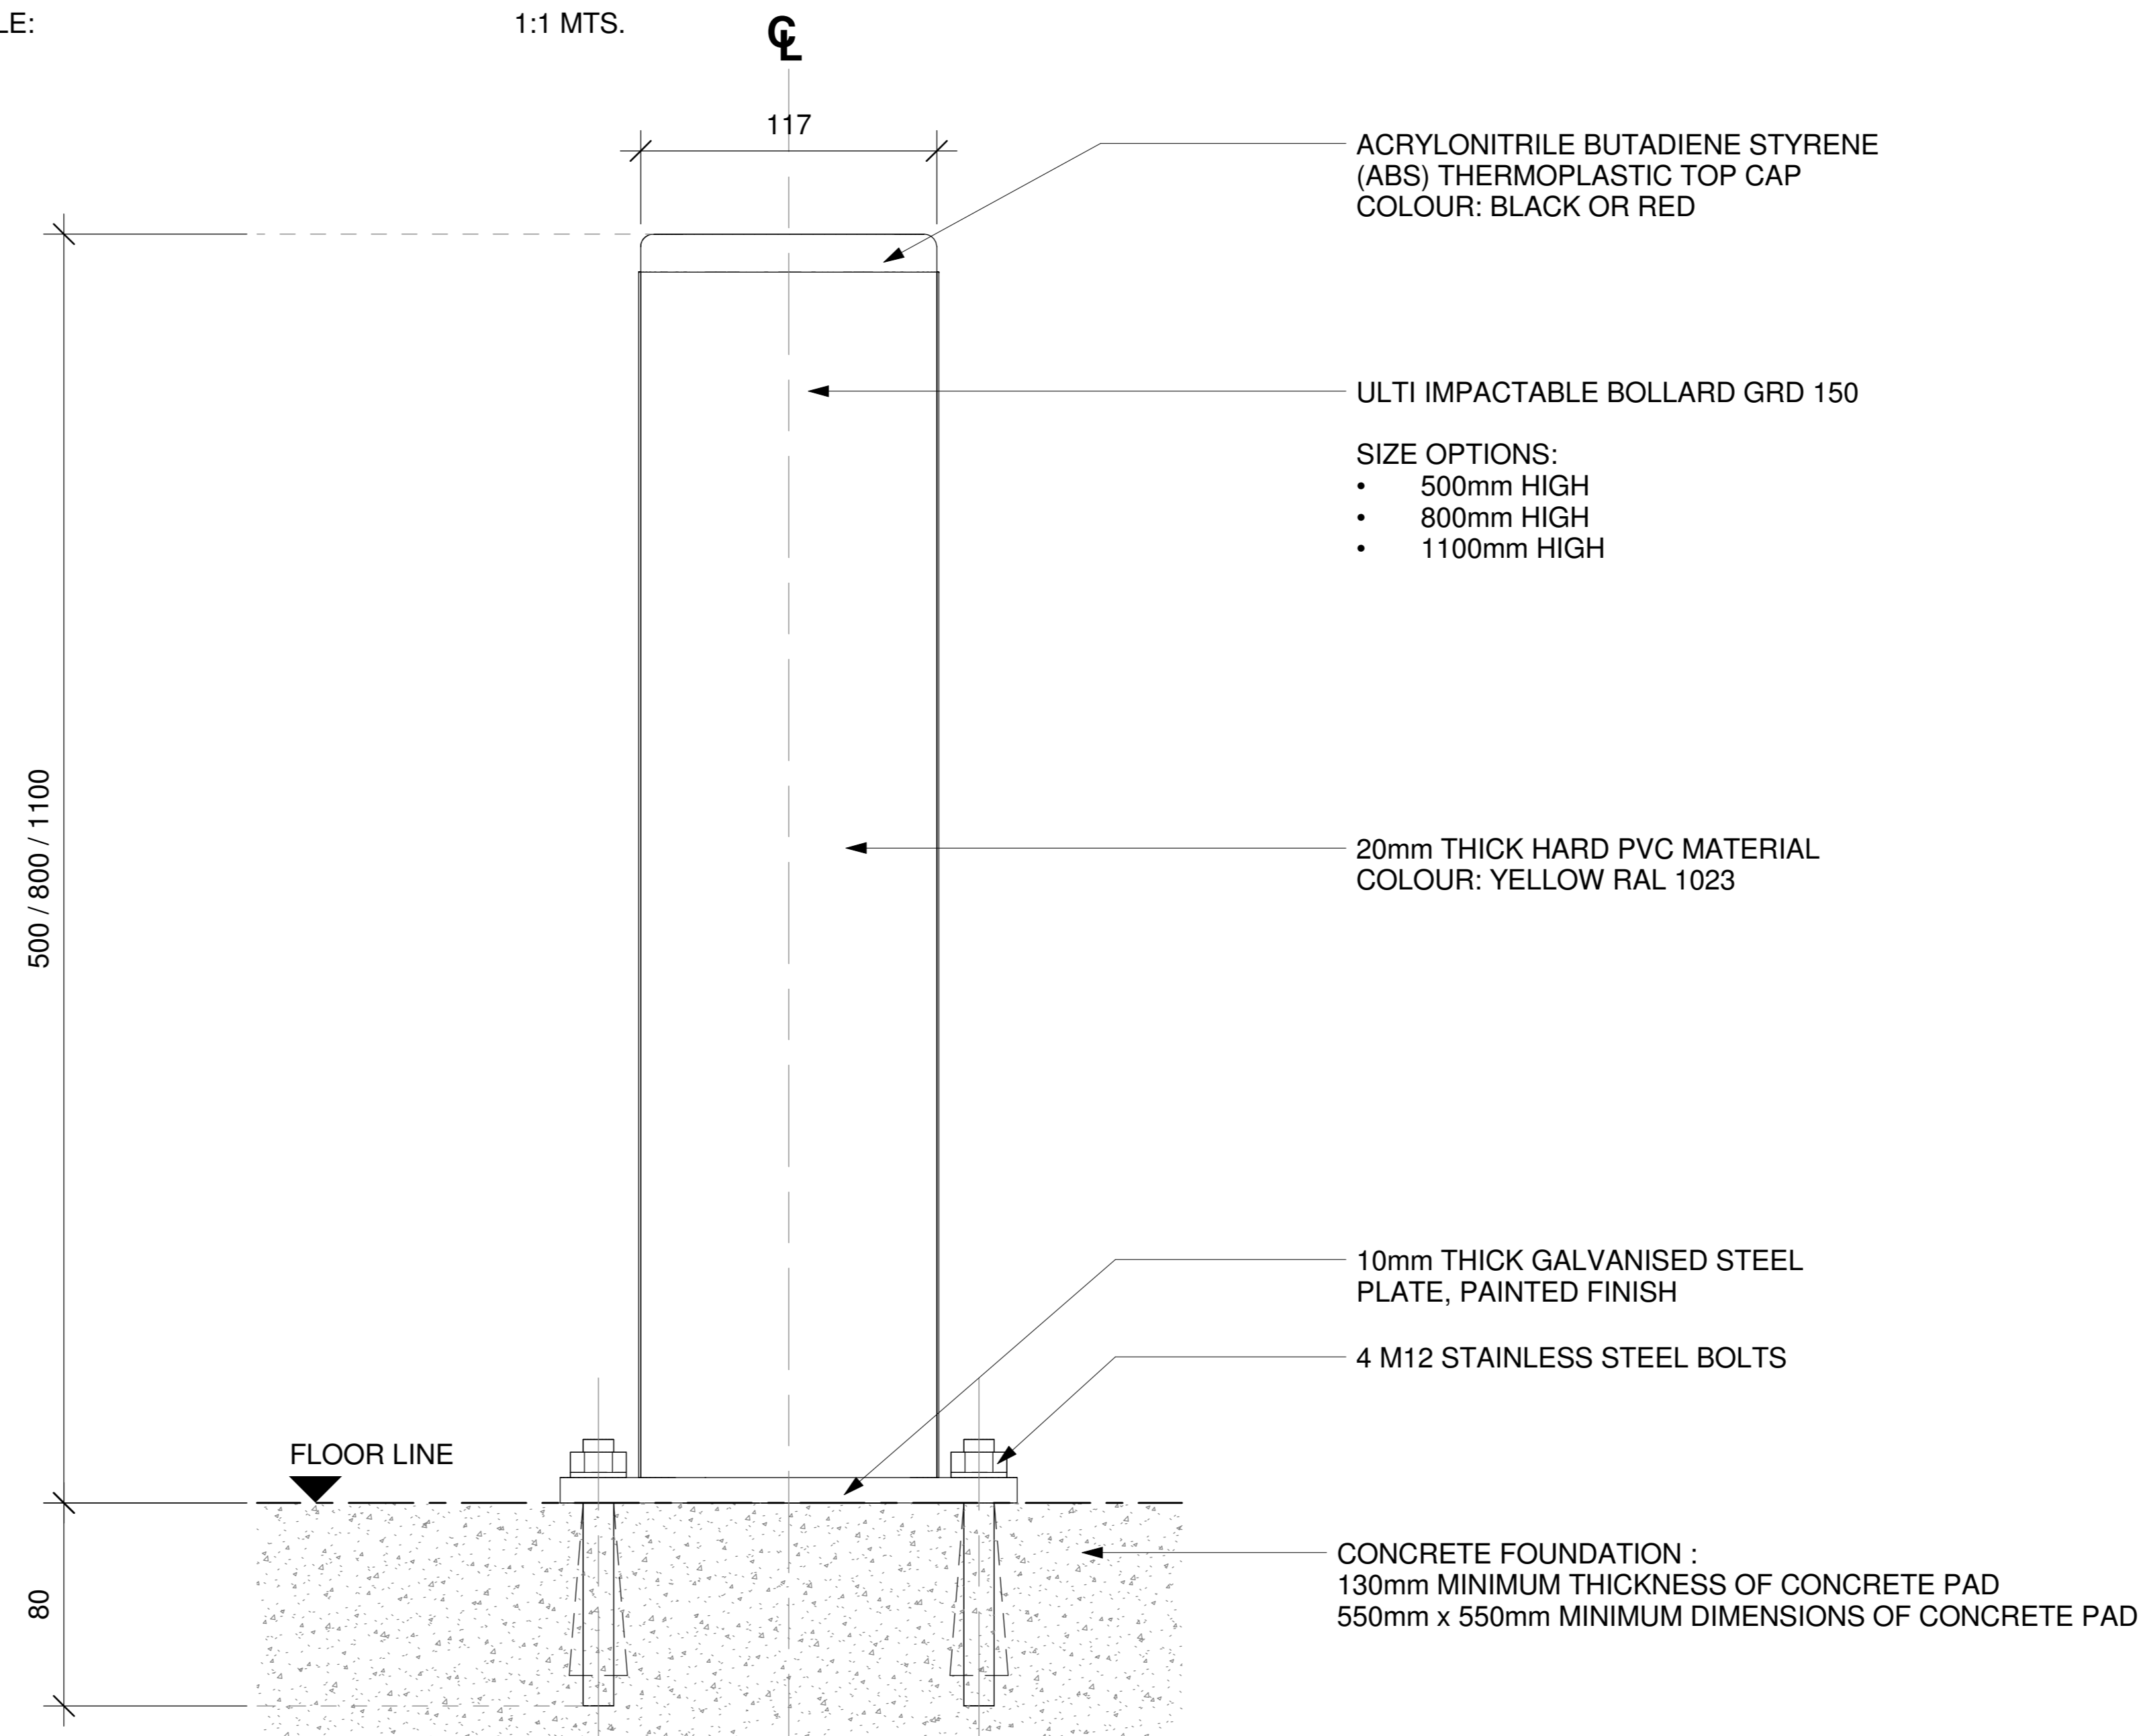 LE:
1:1 MTS.
CL
117
ACRYLONITRILE BUTADIENE STYRENE
(ABS) THERMOPLASTIC TOP CAP
COLOUR: BLACK OR RED
ULTI IMPACTABLE BOLLARD GRD 150
SIZE OPTIONS:
• 500mm HIGH
• 800mm HIGH
• 1100mm HIGH
500 / 800 / 1100
20mm THICK HARD PVC MATERIAL
COLOUR: YELLOW RAL 1023
10mm THICK GALVANISED STEEL
PLATE, PAINTED FINISH
4 M12 STAINLESS STEEL BOLTS
FLOOR LINE
80
CONCRETE FOUNDATION :
130mm MINIMUM THICKNESS OF CONCRETE PAD
550mm x 550mm MINIMUM DIMENSIONS OF CONCRETE PAD